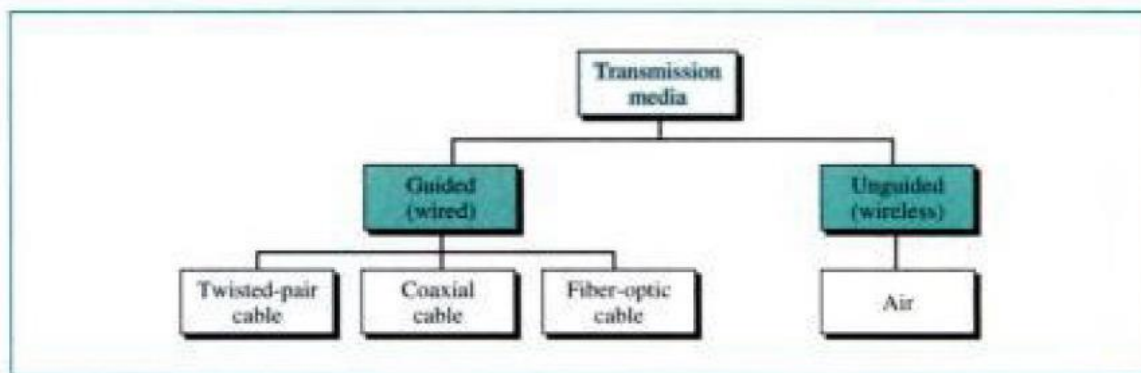 Transmission
media
Guided
(wired)
Unguided
(wireless)
Twisted-pair
cable
Coaxial
cable
Fiber-optic
cable
Air